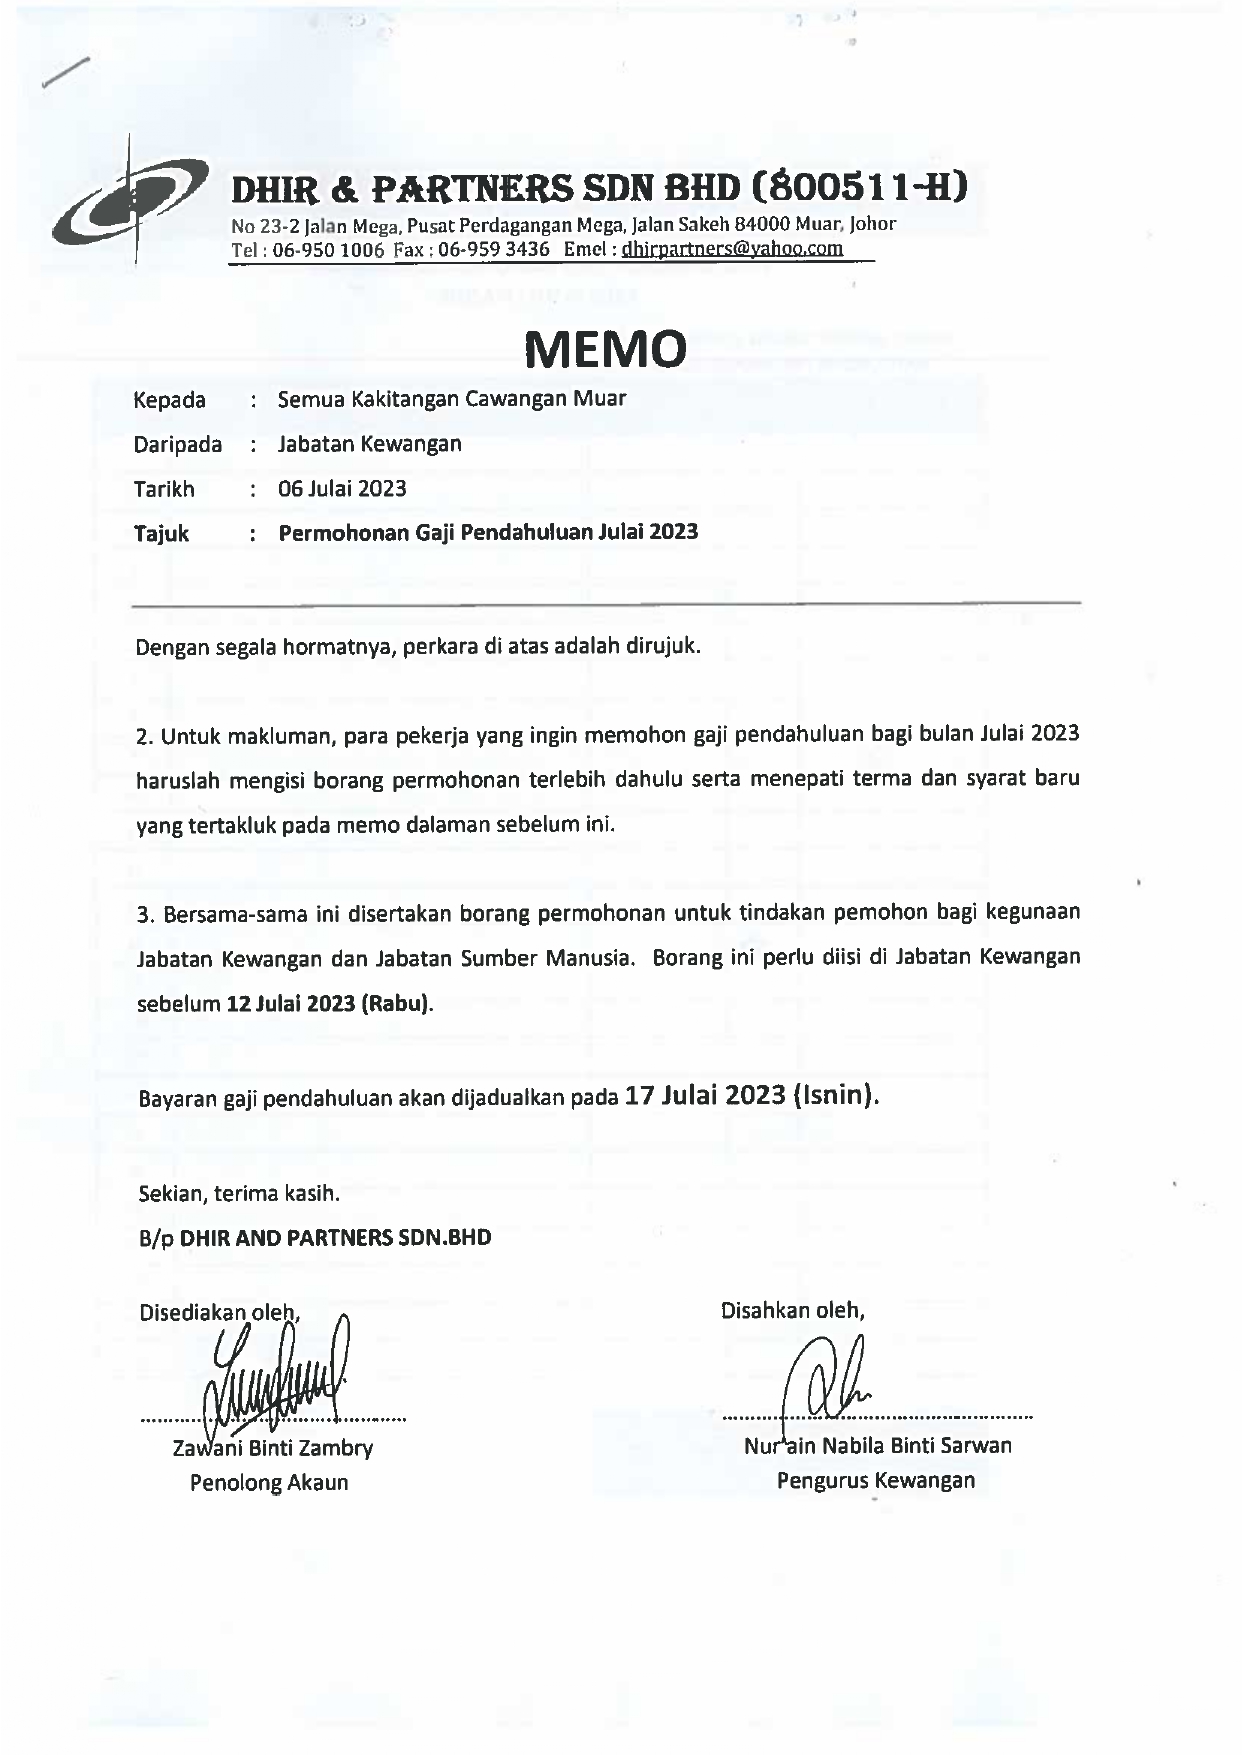 DHIR & PARTNERS SDN BHD (800511-H)
No 23-2 Jalan Mega, Pusat Perdagangan Mega, Jalan Sakeh 84000 Muar, Johor
Tel : 06-950 1006 Fax : 06-959 3436 Emel : dhirpartners@yahoo.com
MEMO
Kepada : Semua Kakitangan Cawangan Muar
Daripada : Jabatan Kewangan
Tarikh : 06 Julai 2023
Tajuk : Permohonan Gaji Pendahuluan Julai 2023
Dengan segala hormatnya, perkara di atas adalah dirujuk.
2. Untuk makluman, para pekerja yang ingin memohon gaji pendahuluan bagi bulan Julai 2023
haruslah mengisi borang permohonan terlebih dahulu serta menepati terma dan syarat baru
yang tertakluk pada memo dalaman sebelum ini.
3. Bersama-sama ini disertakan borang permohonan untuk tindakan pemohon bagi kegunaan
Jabatan Kewangan dan Jabatan Sumber Manusia. Borang ini perlu diisi di Jabatan Kewangan
sebelum 12 Julai 2023 (Rabu).
Bayaran gaji pendahuluan akan dijadualkan pada 17 Julai 2023 (Isnin).
Sekian, terima kasih.
B/p DHIR AND PARTNERS SDN.BHD
Disediakan oleh, Disahkan oleh,
Zawani Binti Zambry Nur'ain Nabila Binti Sarwan
Penolong Akaun Pengurus Kewangan